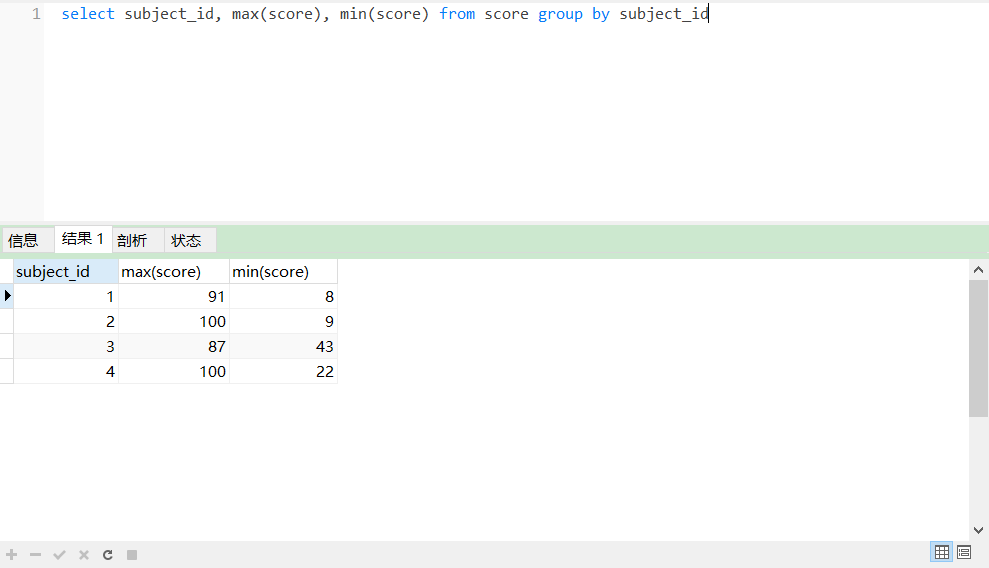 1 select subject_id, max(score), min(score) from score group by subject_id
信息 结果 1 剖析 状态
subject_id max(score) min(score)
1 91 8
2 100 9
3 87 43
4 100 22